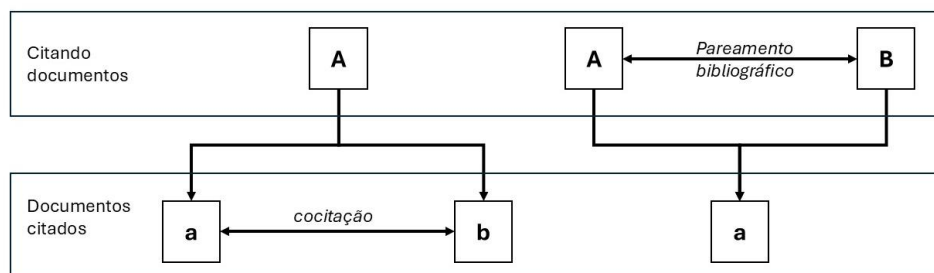 Citando
documentos
A
A
Pareamento
bibliográfico
B
Documentos
citados
a
cocitação
b
a